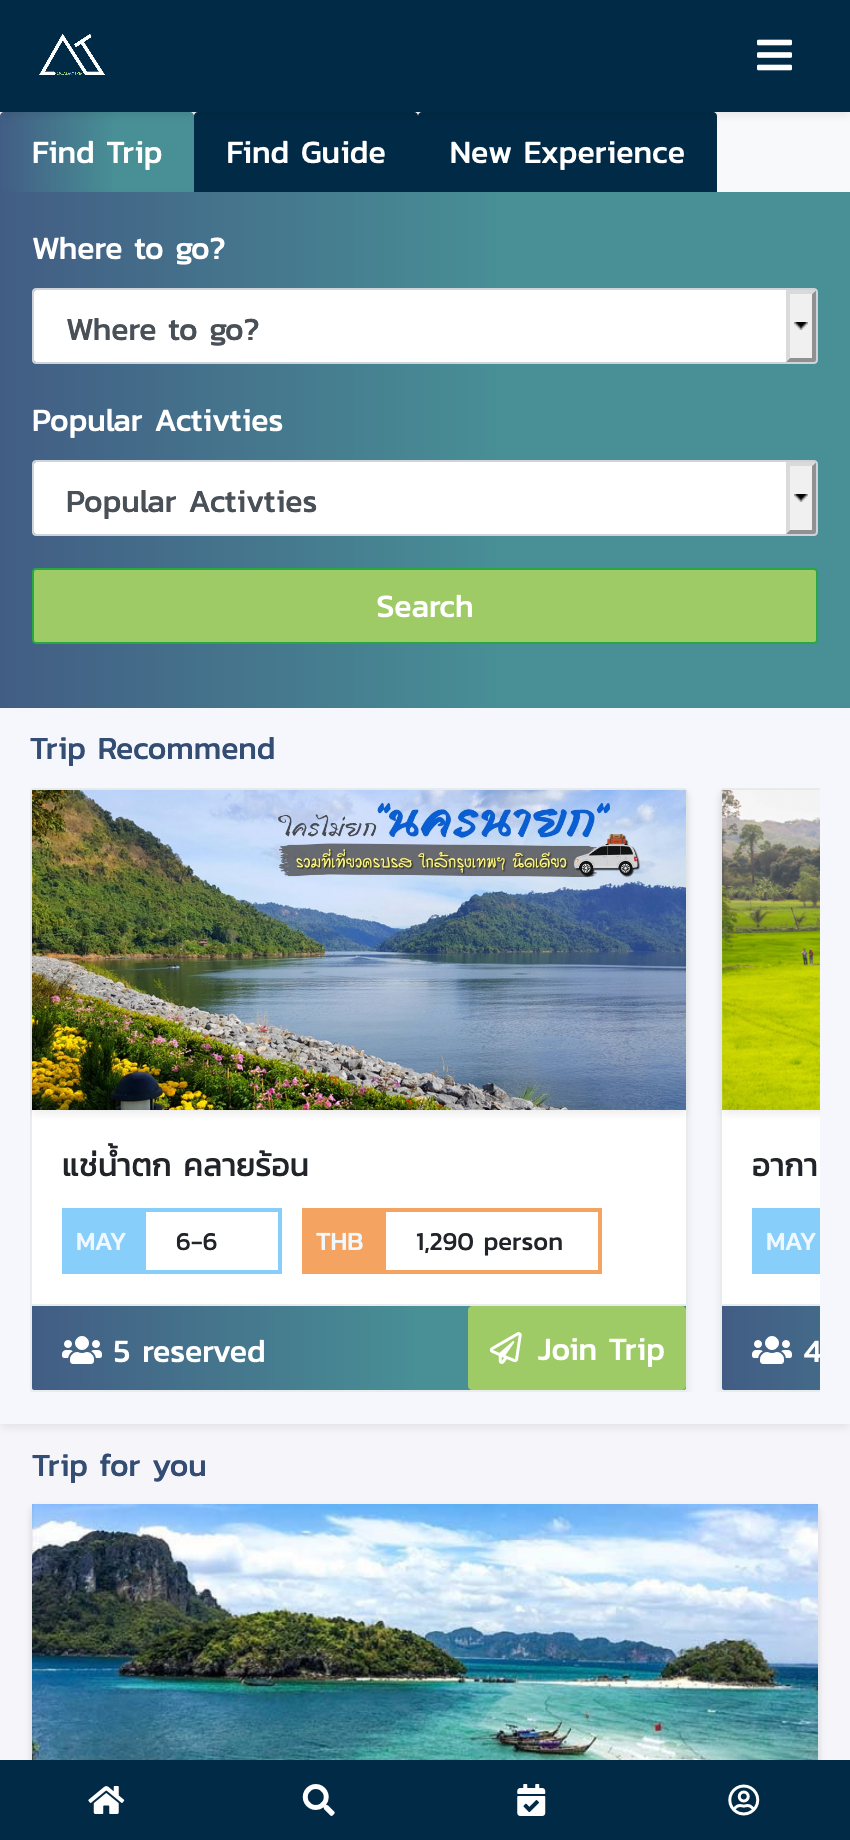 Find Trip
Find Guide
New Experience
Where to go?
Where to go?
Popular Activties
Popular Activties
Search
Trip Recommend
ใครไม่ยก "นครนายก"
รวมที่เที่ยวครบรส ใกล้กรุงเทพฯ นิดเดียว
แช่น้ำตก คลายร้อน
MAY
6-6
THB
1,290 person
5 reserved
Join Trip
อากา
MAY
4
Trip for you